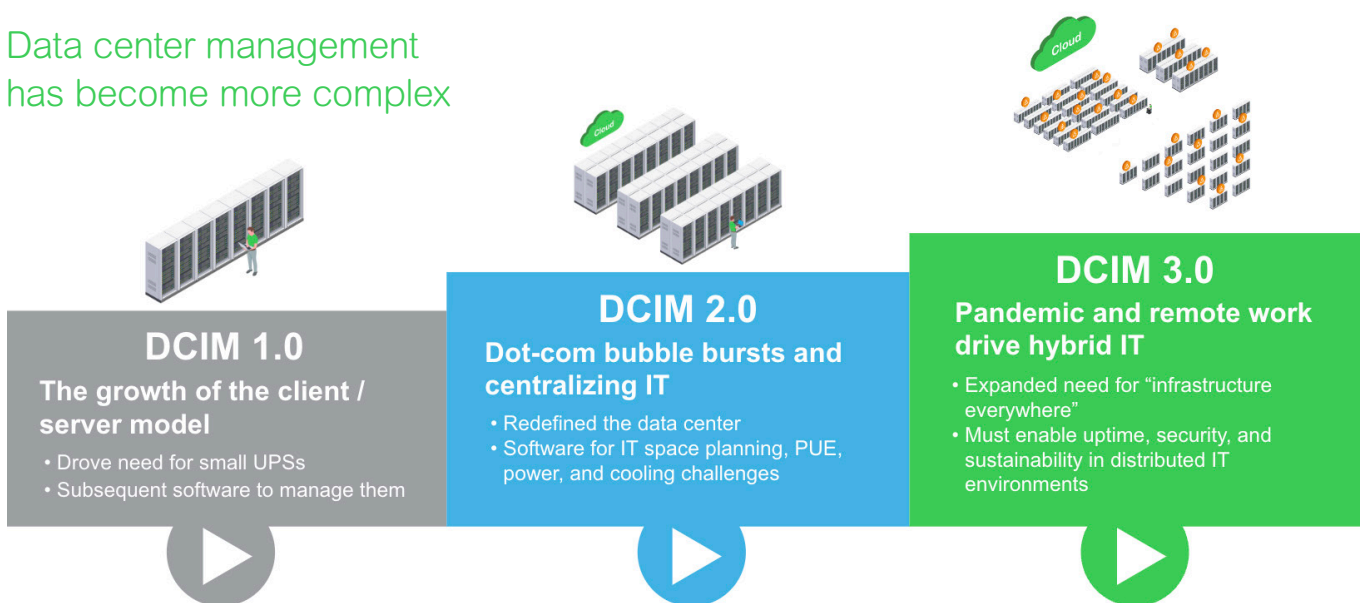 Data center management
has become more complex
Cloud
Cloud
DCIM 1.0
The growth of the client /
server model
• Drove need for small UPSs
• Subsequent software to manage them
DCIM 2.0
Dot-com bubble bursts and
centralizing IT
• Redefined the data center
• Software for IT space planning, PUE,
power, and cooling challenges
DCIM 3.0
Pandemic and remote work
drive hybrid IT
• Expanded need for “infrastructure
everywhere”
• Must enable uptime, security, and
sustainability in distributed IT
environments